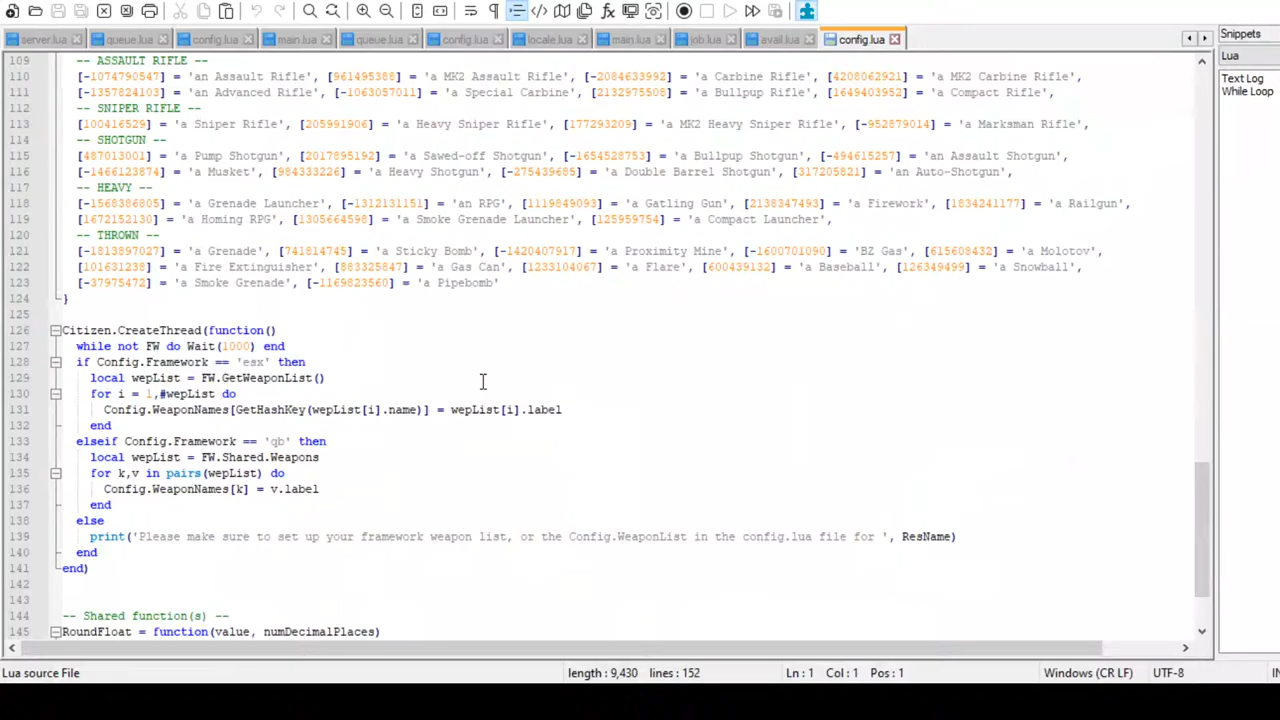 server.lua queue.lua config.lua main.lua queue.lua config.lua locale.lua main.lua job.lua avail.lua config.lua
Snippets
Lua
Text Log
While Loop
109 -- ASSAULT RIFLE --
110 [-1074790547] = 'an Assault Rifle', [961495388] = 'a MK2 Assault Rifle', [-2084633992] = 'a Carbine Rifle', [4208062921] = 'a MK2 Carbine Rifle',
111 [-1357824103] = 'an Advanced Rifle', [-1063057011] = 'a Special Carbine', [2132975508] = 'a Bullpup Rifle', [1649403952] = 'a Compact Rifle',
112 -- SNIPER RIFLE --
113 [100416529] = 'a Sniper Rifle', [205991906] = 'a Heavy Sniper Rifle', [177293209] = 'a MK2 Heavy Sniper Rifle', [-952879014] = 'a Marksman Rifle',
114 -- SHOTGUN --
115 [487013001] = 'a Pump Shotgun', [2017895192] = 'a Sawed-off Shotgun', [-1654528753] = 'a Bullpup Shotgun', [-494615257] = 'an Assault Shotgun',
116 [-1466123874] = 'a Musket', [984333226] = 'a Heavy Shotgun', [-275439685] = 'a Double Barrel Shotgun', [317205821] = 'an Auto-Shotgun',
117 -- HEAVY --
118 [-1568386805] = 'a Grenade Launcher', [-1312131151] = 'an RPG', [1119849093] = 'a Gatling Gun', [2138347493] = 'a Firework', [1834241177] = 'a Railgun',
119 [1672152130] = 'a Homing RPG', [1305664598] = 'a Smoke Grenade Launcher', [125959754] = 'a Compact Launcher',
120 -- THROWN --
121 [-1813897027] = 'a Grenade', [741814745] = 'a Sticky Bomb', [-1420407917] = 'a Proximity Mine', [-1600701090] = 'BZ Gas', [615608432] = 'a Molotov',
122 [101631238] = 'a Fire Extinguisher', [883325847] = 'a Gas Can', [1233104067] = 'a Flare', [600439132] = 'a Baseball', [126349499] = 'a Snowball',
123 [-37975472] = 'a Smoke Grenade', [-1169823560] = 'a Pipebomb'
124 }
125
126 Citizen.CreateThread(function()
127 while not FW do Wait(1000) end
128 if Config.Framework == 'esx' then
129 local wepList = FW.GetWeaponList()
130 for i = 1,#wepList do
131 Config.WeaponNames[GetHashKey(wepList[i].name)] = wepList[i].label
132 end
133 elseif Config.Framework == 'qb' then
134 local wepList = FW.Shared.Weapons
135 for k,v in pairs(wepList) do
136 Config.WeaponNames[k] = v.label
137 end
138 else
139 print('Please make sure to set up your framework weapon list, or the Config.WeaponList in the config.lua file for ', ResName)
140 end
141 end)
142
143
144 -- Shared function(s) --
145 RoundFloat = function(value, numDecimalPlaces)
Lua source File length : 9,430 lines : 152 Ln : 1 Col : 1 Pos : 1 Windows (CR LF) UTF-8 IN